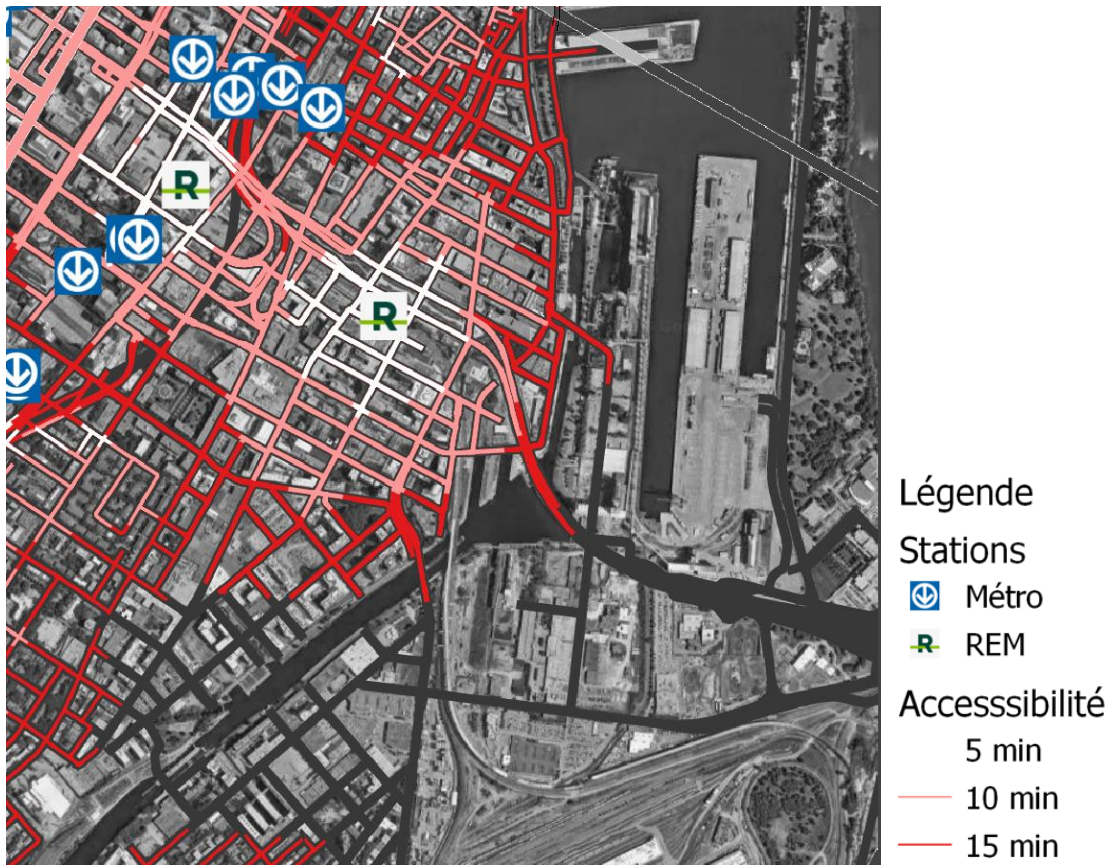 R
R
Légende
Stations
Métro
R REM
Accesssibilité
5 min
10 min
15 min